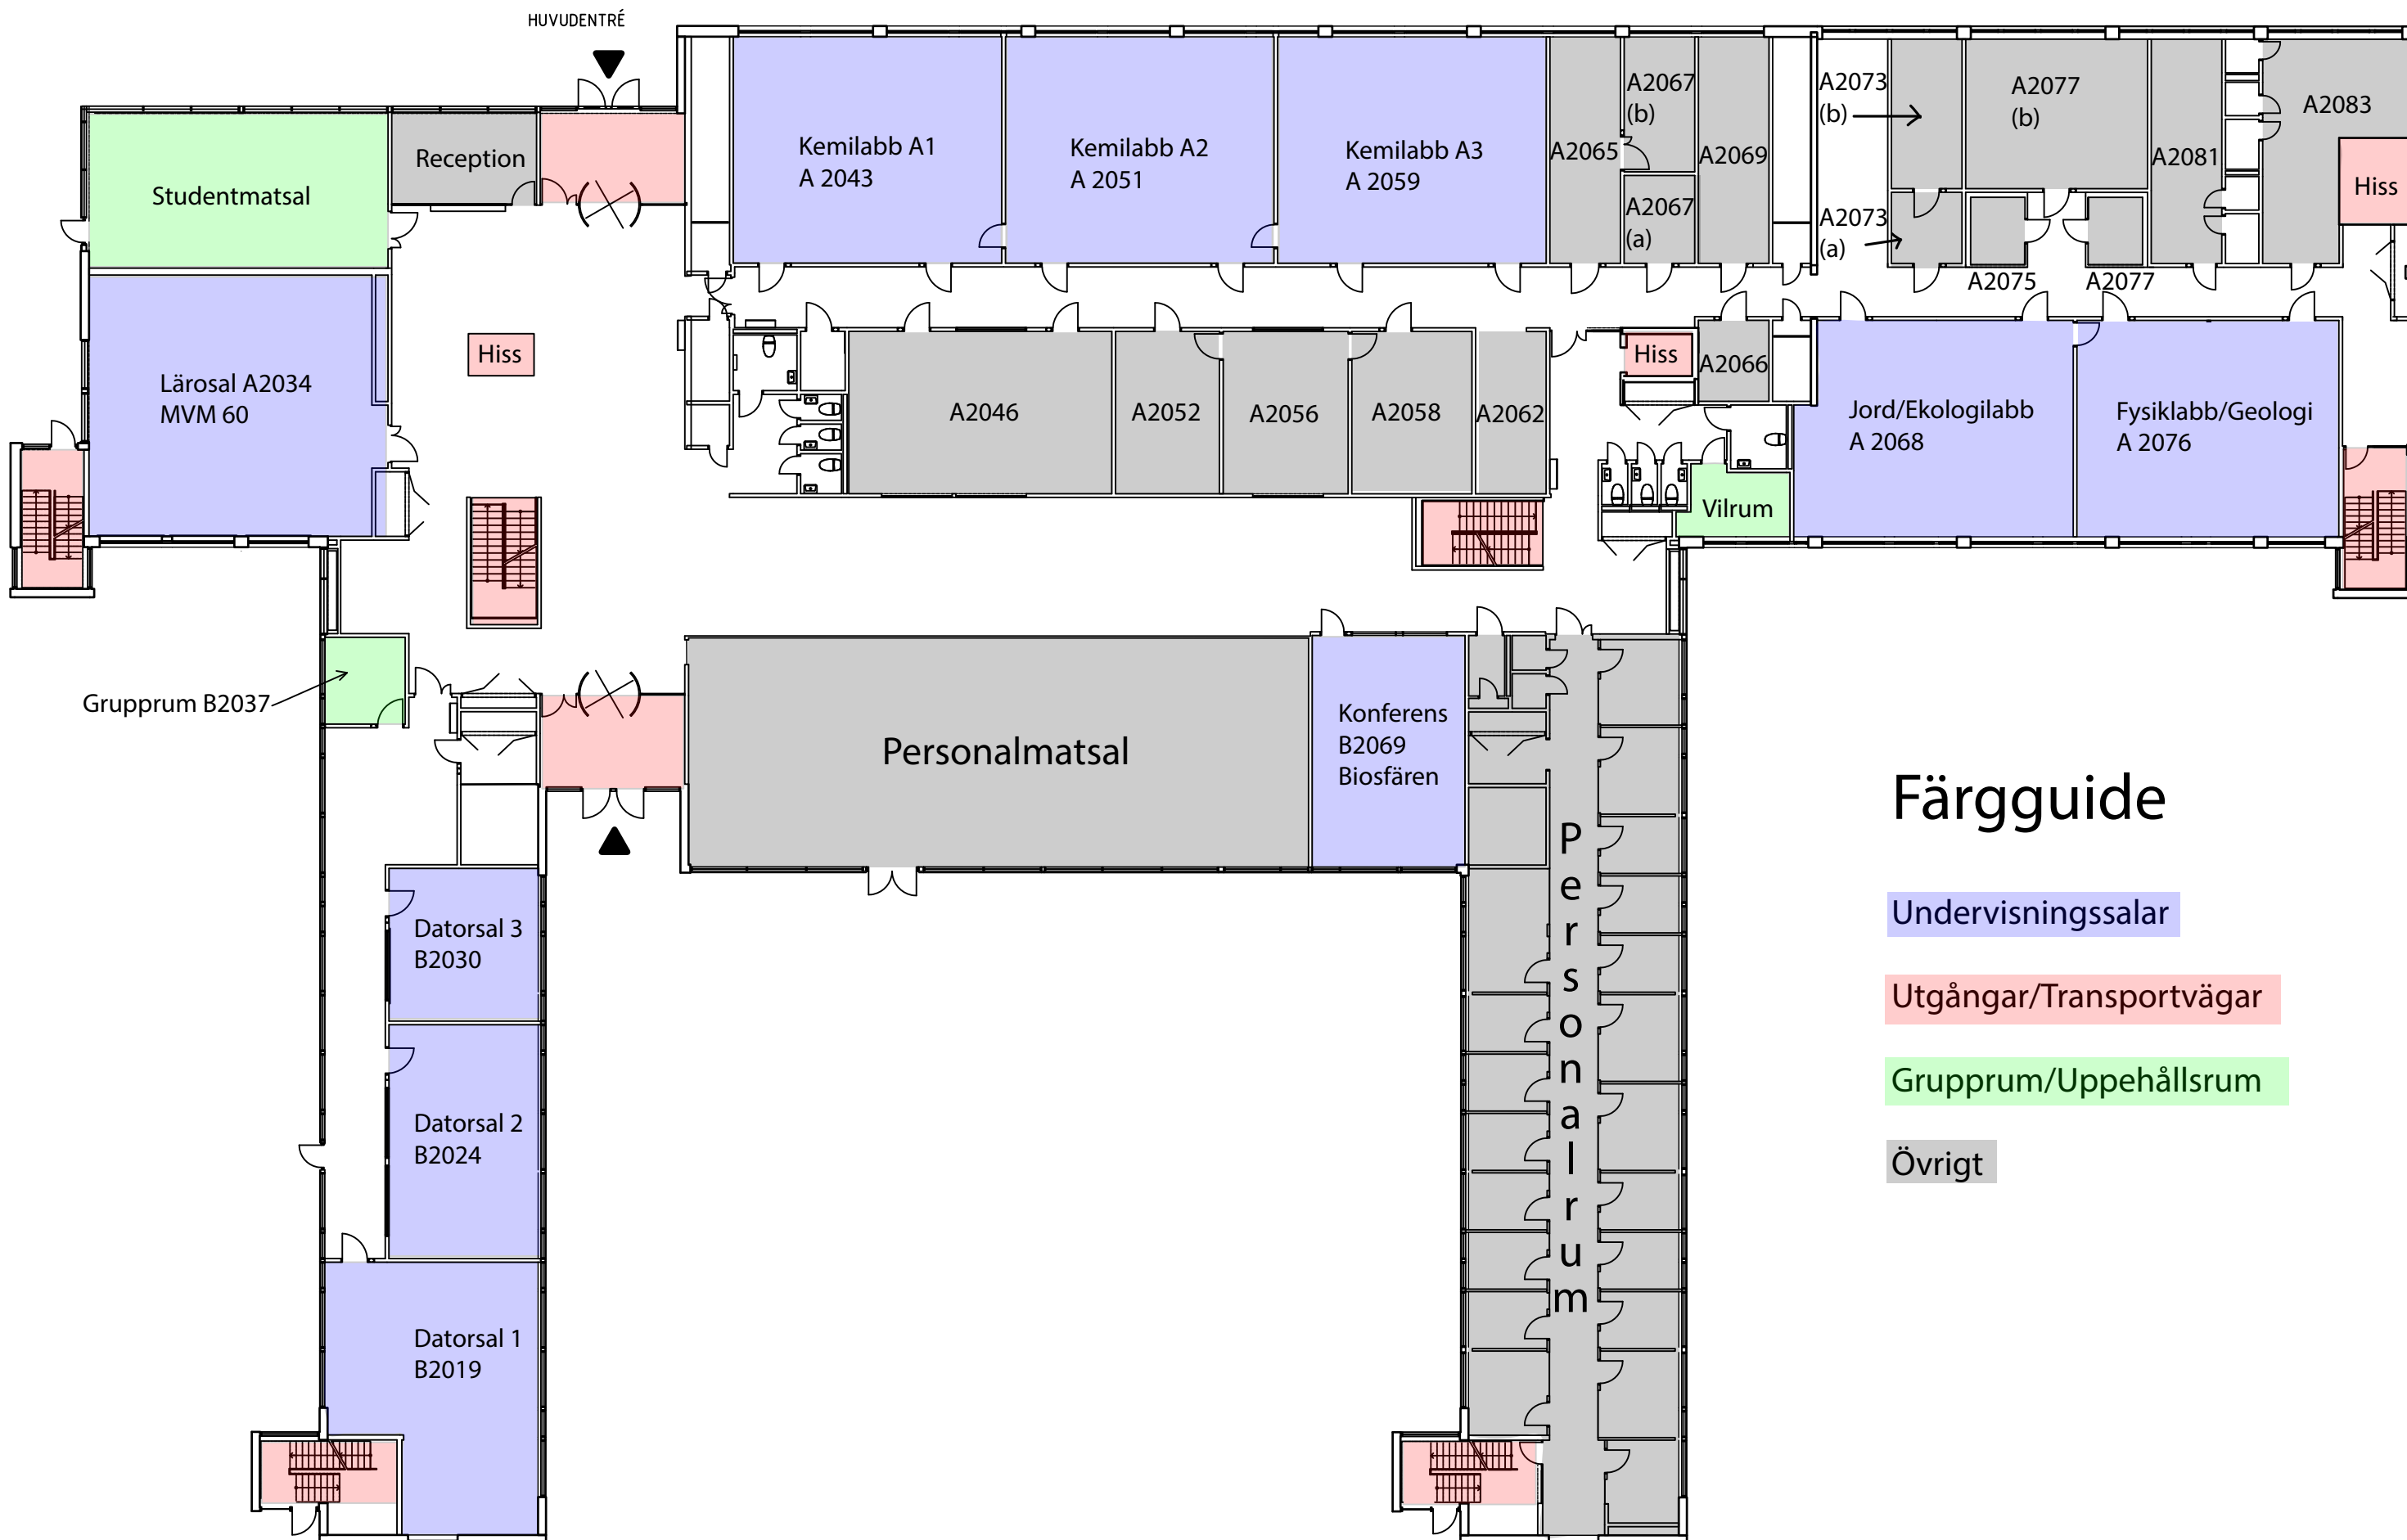 HUVUDENTRÉ
Studentmatsal
Reception
Kemilabb A1
A 2043
Kemilabb A2
A 2051
Kemilabb A3
A 2059
A2065
A2067
(b)
A2067
(a)
A2069
A2073
(b)
A2073
(a)
A2077
(b)
A2075
A2077
A2081
A2083
Hiss
Lärosal A2034
MVM 60
Hiss
A2046
A2052
A2056
A2058
A2062
Hiss
A2066
Vilrum
Jord/Ekologilabb
A 2068
Fysiklabb/Geologi
A 2076
Grupprum B2037
Personalmatsal
Konferens
B2069
Biosfären
Personalrum
Datorsal 3
B2030
Datorsal 2
B2024
Datorsal 1
B2019
Färgguide
Undervisningssalar
Utgångar/Transportvägar
Grupprum/Uppehållsrum
Övrigt